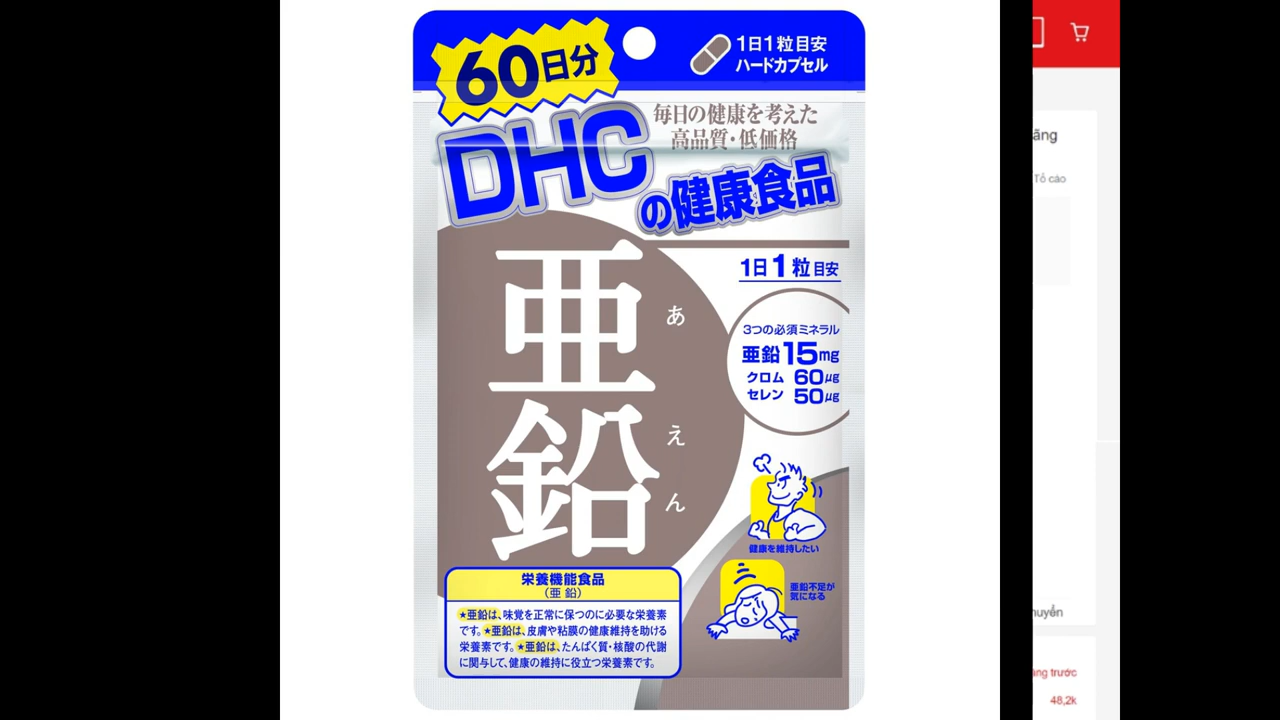 60日分
1日1粒目安
ハードカプセル
毎日の健康を考えた
高品質・低価格
DHC
の健康食品
亜鉛
あえん
1日1粒目安
3つの必須ミネラル
亜鉛15mg
クロム 60μg
セレン 50μg
健康を維持したい
亜鉛不足が
気になる
栄養機能食品
(亜鉛)
★亜鉛は、味覚を正常に保つのに必要な栄養素
です。★亜鉛は、皮膚や粘膜の健康維持を助ける
栄養素です。★亜鉛は、たんぱく質・核酸の代謝
に関与して、健康の維持に役立つ栄養素です。
ãng
Tố cáo
huyển
àng trước
48,2k